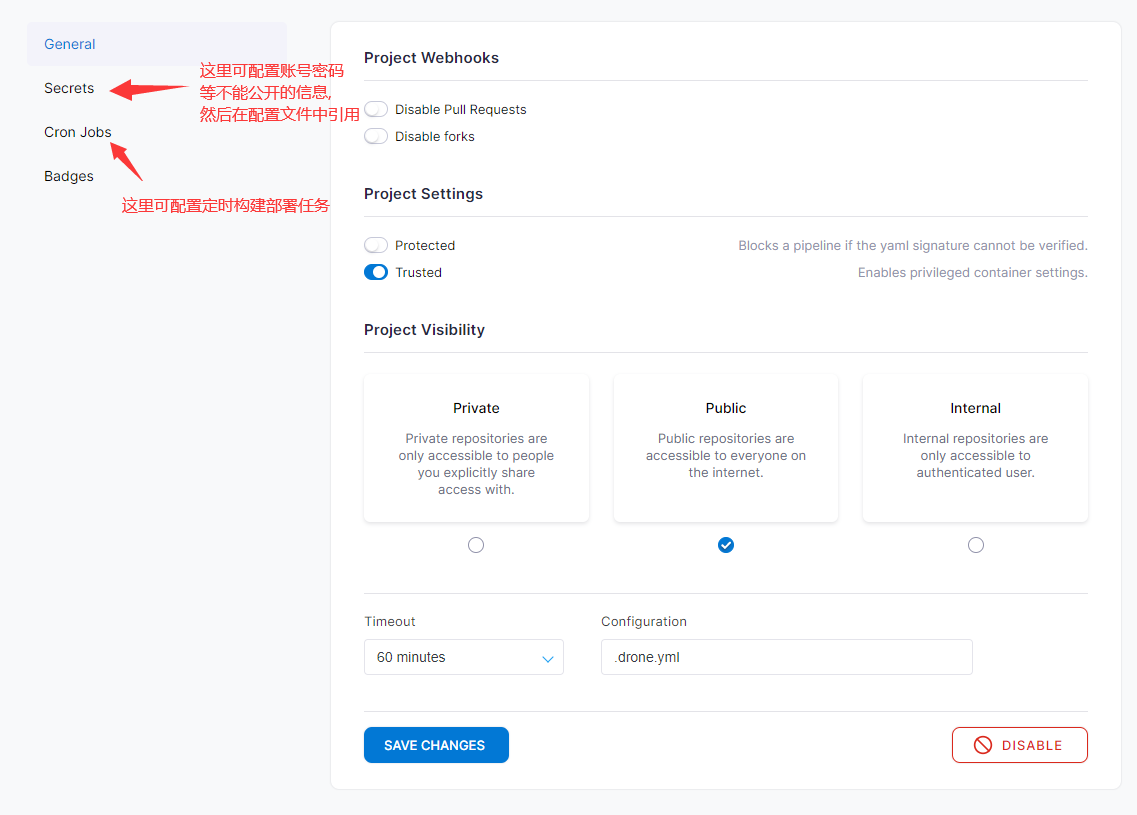 General
Secrets
Cron Jobs
Badges
这里可配置账号密码
等不能公开的信息,
然后在配置文件中引用
这里可配置定时构建部署任务
Project Webhooks
Disable Pull Requests
Disable forks
Project Settings
Protected
Blocks a pipeline if the yaml signature cannot be verified.
Trusted
Enables privileged container settings.
Project Visibility
Private
Private repositories are
only accessible to people
you explicitly share
access with.
Public
Public repositories are
accessible to everyone on
the internet.
Internal
Internal repositories are
only accessible to
authenticated user.
Timeout
60 minutes
Configuration
.drone.yml
SAVE CHANGES
DISABLE